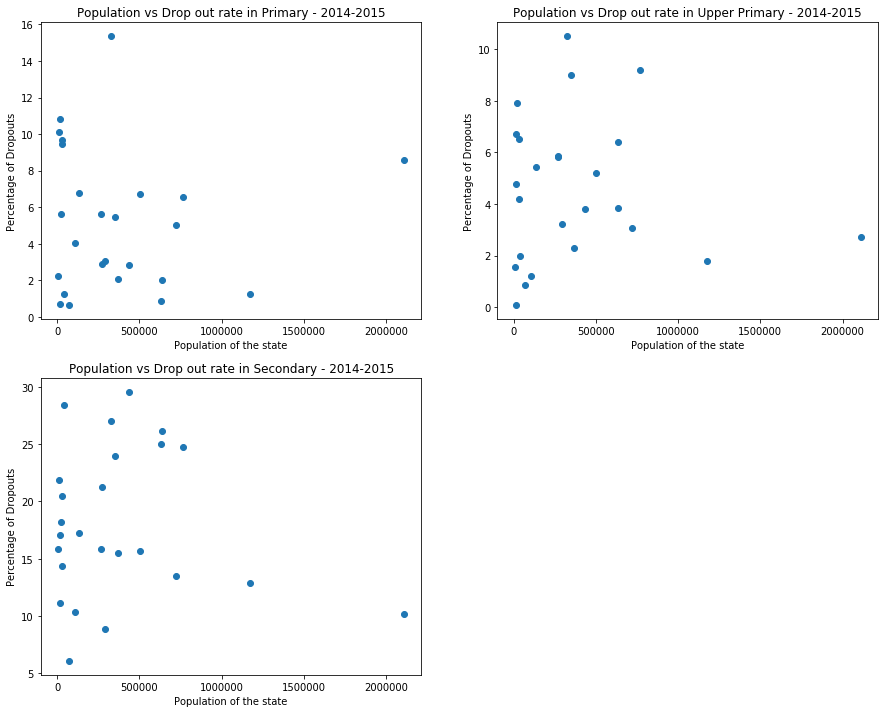 Population vs Drop out rate in Primary - 2014-2015
Percentage of Dropouts
16
14
12
10
8
6
4
2
0
0 500000 1000000 1500000 2000000
Population of the state
Population vs Drop out rate in Upper Primary - 2014-2015
Percentage of Dropouts
10
8
6
4
2
0
0 500000 1000000 1500000 2000000
Population of the state
Population vs Drop out rate in Secondary - 2014-2015
Percentage of Dropouts
30
25
20
15
10
5
0 500000 1000000 1500000 2000000
Population of the state